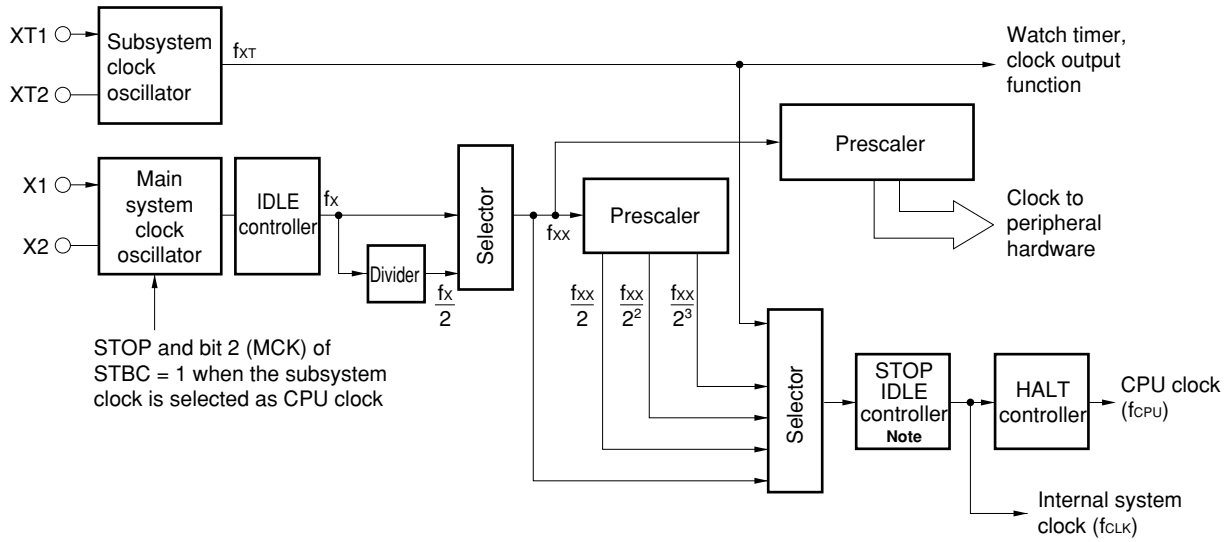 XT1
XT2
Subsystem
clock
oscillator
fXT
Watch timer,
clock output
function
X1
X2
Main
system
clock
oscillator
IDLE
controller
fX
Divider
fX/2
Selector
fXX
Prescaler
Prescaler
Clock to
peripheral
hardware
fXX/2
fXX/2²
fXX/2³
STOP and bit 2 (MCK) of
STBC = 1 when the subsystem
clock is selected as CPU clock
Selector
STOP
IDLE
controller
Note
HALT
controller
CPU clock
(fCPU)
Internal system
clock (fCLK)